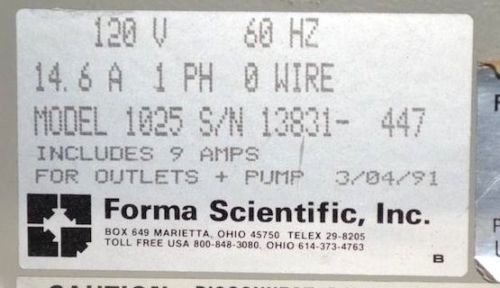 120 V 60 HZ
14.6 A 1 PH 0 WIRE
MODEL 1025 S/N 13831- 447
INCLUDES 9 AMPS
FOR OUTLETS + PUMP 3/04/91
Forma Scientific, Inc.
BOX 649 MARIETTA, OHIO 45750 TELEX 29-8205
TOLL FREE USA 800-848-3080, OHIO 614-373-4763
B